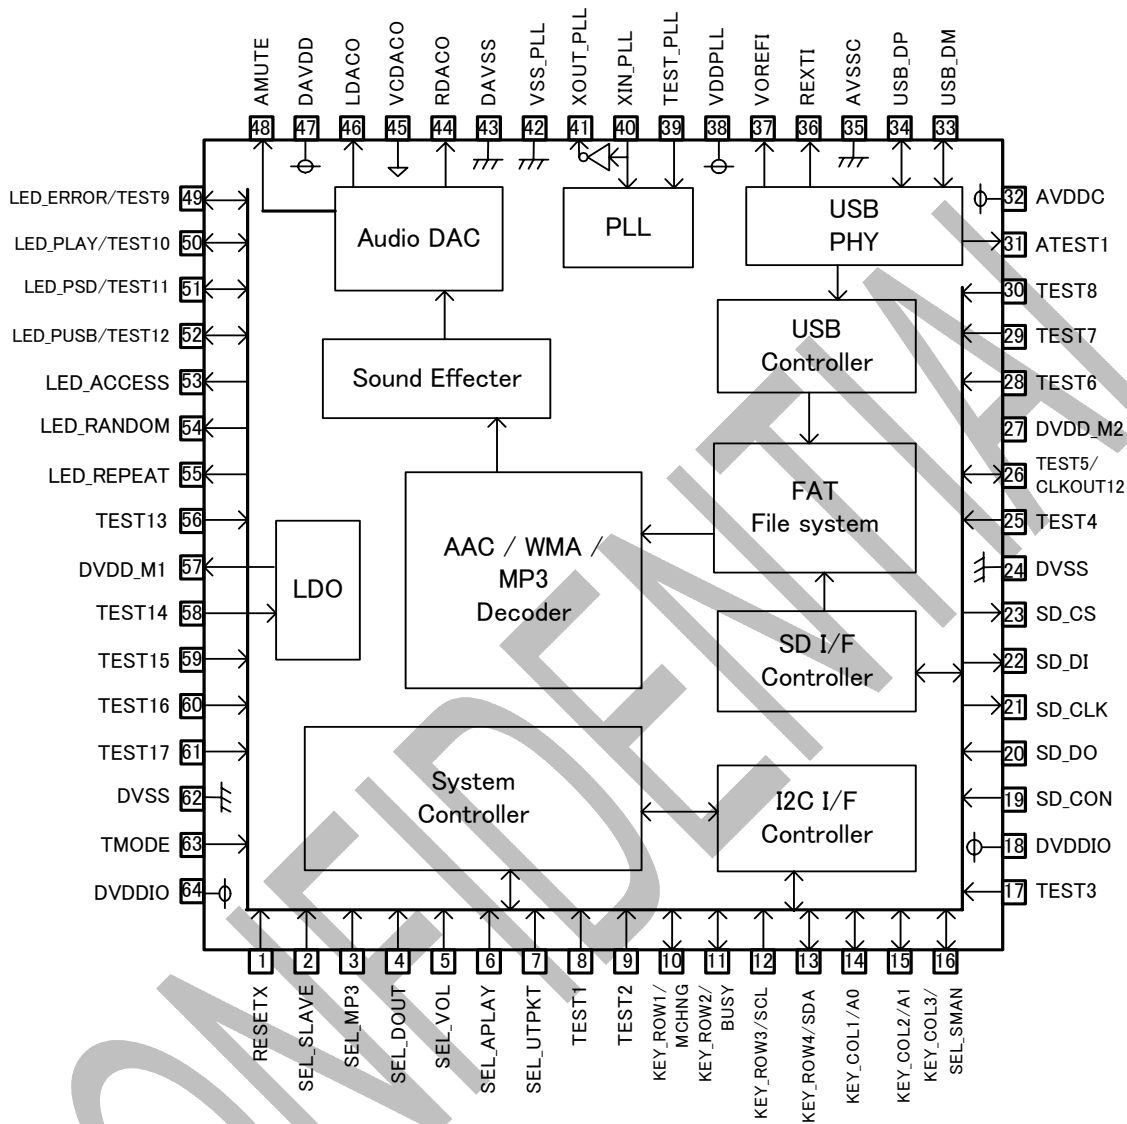 AMUTE
DAVDD
LDACO
VCDACO
RDACO
DAVSS
VSS_PLL
XOUT_PLL
XIN_PLL
TEST_PLL
VDDPLL
VOREFI
REXTI
AVSSC
USB_DP
USB_DM
48
47
46
45
44
43
42
41
40
39
38
37
36
35
34
33
LED_ERROR/TEST9
49
LED_PLAY/TEST10
50
LED_PSD/TEST11
51
LED_PUSB/TEST12
52
LED_ACCESS
53
LED_RANDOM
54
LED_REPEAT
55
TEST13
56
DVDD_M1
57
TEST14
58
TEST15
59
TEST16
60
TEST17
61
DVSS
62
TMODE
63
DVDDIO
64
Audio DAC
PLL
USB
PHY
USB
Controller
Sound Effecter
FAT
File system
AAC / WMA /
MP3
Decoder
LDO
SD I/F
Controller
System
Controller
I2C I/F
Controller
32
AVDDC
31
ATEST1
30
TEST8
29
TEST7
28
TEST6
27
DVDD_M2
26
TEST5/
CLKOUT12
25
TEST4
24
DVSS
23
SD_CS
22
SD_DI
21
SD_CLK
20
SD_DO
19
SD_CON
18
DVDDIO
17
TEST3
1
2
3
4
5
6
7
8
9
10
11
12
13
14
15
16
RESETX
SEL_SLAVE
SEL_MP3
SEL_DOUT
SEL_VOL
SEL_APLAY
SEL_UTPKT
TEST1
TEST2
KEY_ROW1/
MCHNG
KEY_ROW2/
BUSY
KEY_ROW3/SCL
KEY_ROW4/SDA
KEY_COL1/A0
KEY_COL2/A1
KEY_COL3/
SEL_SMAN
ONFIDENTIAL